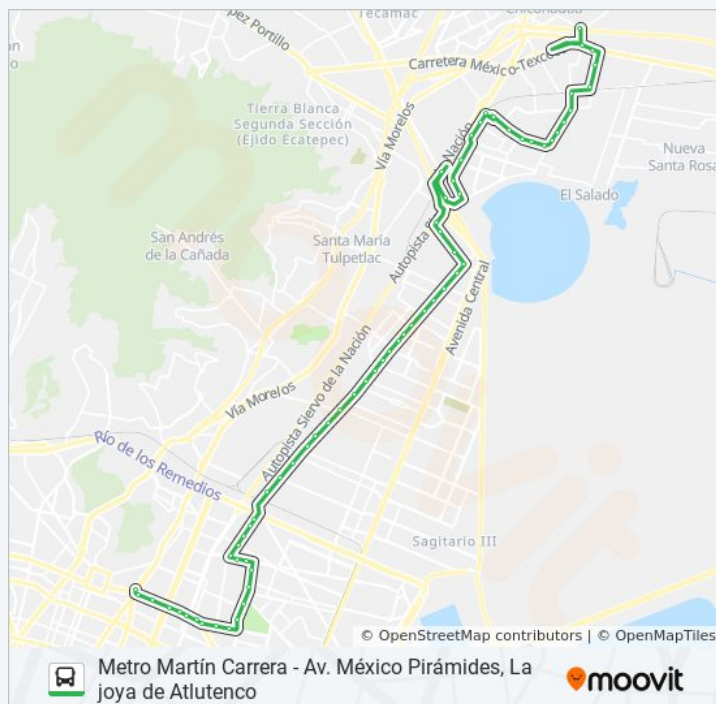 Tecamac
Chiconautla
pez Portillo
Carretera México-Texco
Tierra Blanca
Segunda Sección
(Ejido Ecatepec)
Vía Morelos
Nación
Nueva
Santa Rosa
El Salado
San Andrés
de la Cañada
Santa María
Tulpetlac
Autopista
Avenida Central
Autopista Siervo de la Nación
Vía Morelos
Río de los Remedios
Sagitario III
© OpenStreetMap contributors | © OpenMapTiles
Metro Martín Carrera - Av. México Pirámides, La
joya de Atlutenco
moovit